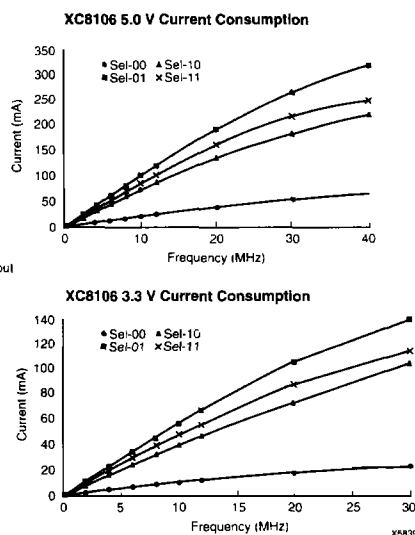 XC8106 5.0 V Current Consumption
350
300
250
200
150
100
50
0
Current (mA)
Sel-00 Sel-10
Sel-01 Sel-11
0 10 20 30 40
Frequency (MHz)
out
XC8106 3.3 V Current Consumption
140
120
100
80
60
40
20
0
Current (mA)
Sel-00 Sel-10
Sel-01 Sel-11
0 5 10 15 20 25 30
Frequency (MHz)